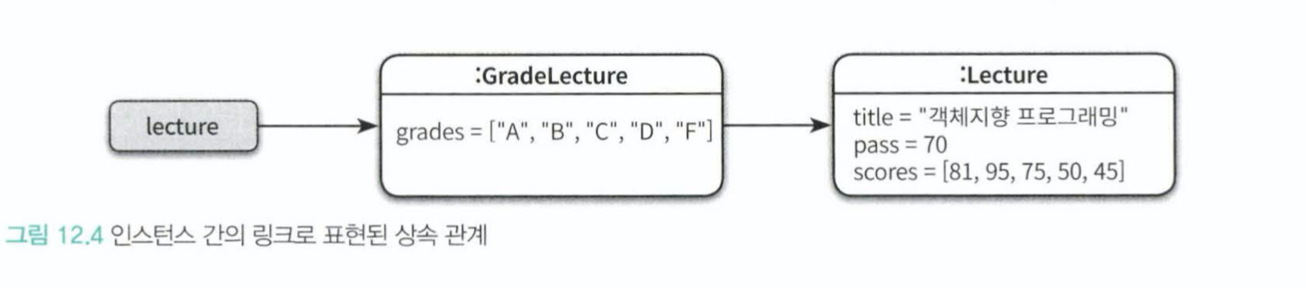 lecture
:GradeLecture
grades = ["A", "B", "C", "D", "F"]
:Lecture
title = "객체지향 프로그래밍"
pass = 70
scores = [81, 95, 75, 50, 45]
그림 12.4 인스턴스 간의 링크로 표현된 상속 관계